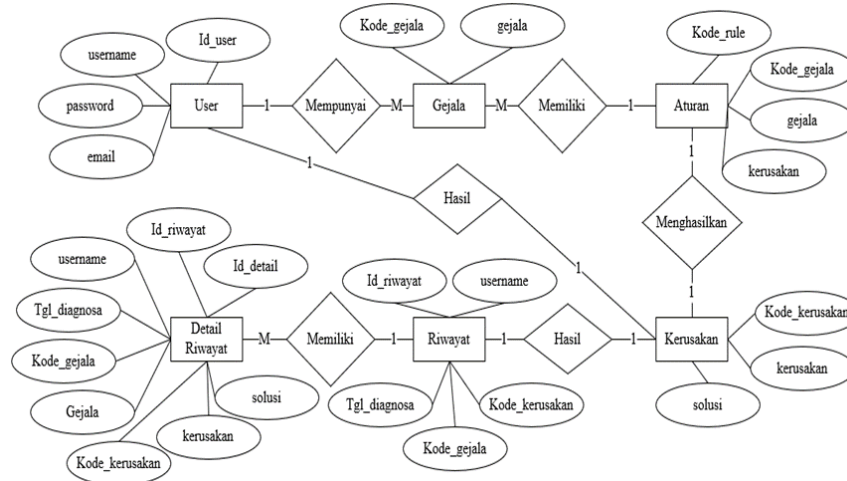 Kode_gejala
gejala
Kode_rule
Id_user
username
Kode_gejala
password
User
1
Mempunyai
M
Gejala
M
Memiliki
1
Aturan
gejala
email
kerusakan
1
1
Hasil
Menghasilkan
Id_riwayat
username
Id_detail
Id_riwayat
username
1
1
Tgl_diagnosa
Kode_kerusakan
Detail
Riwayat
M
Memiliki
1
Riwayat
1
Hasil
1
Kerusakan
Kode_gejala
kerusakan
Gejala
solusi
Tgl_diagnosa
Kode_kerusakan
solusi
kerusakan
Kode_gejala
Kode_kerusakan